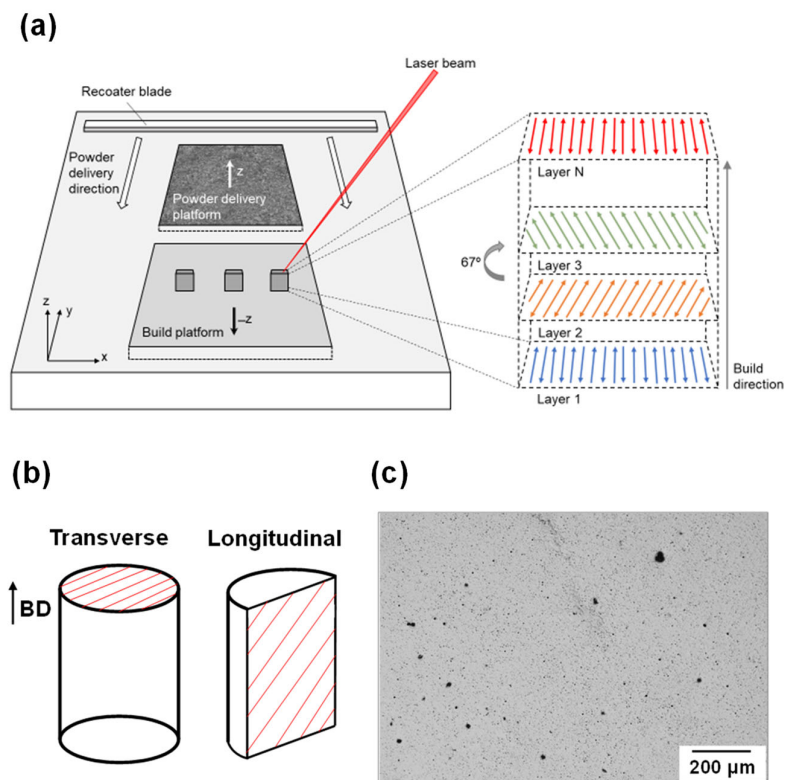 (a)
Laser beam
Recoater blade
Powder
delivery
direction
z
Powder delivery
platform
Layer N
67º
Layer 3
z
y
–z
Build platform
x
Layer 2
Build
direction
Layer 1
(b)
(c)
Transverse
Longitudinal
BD
200 µm